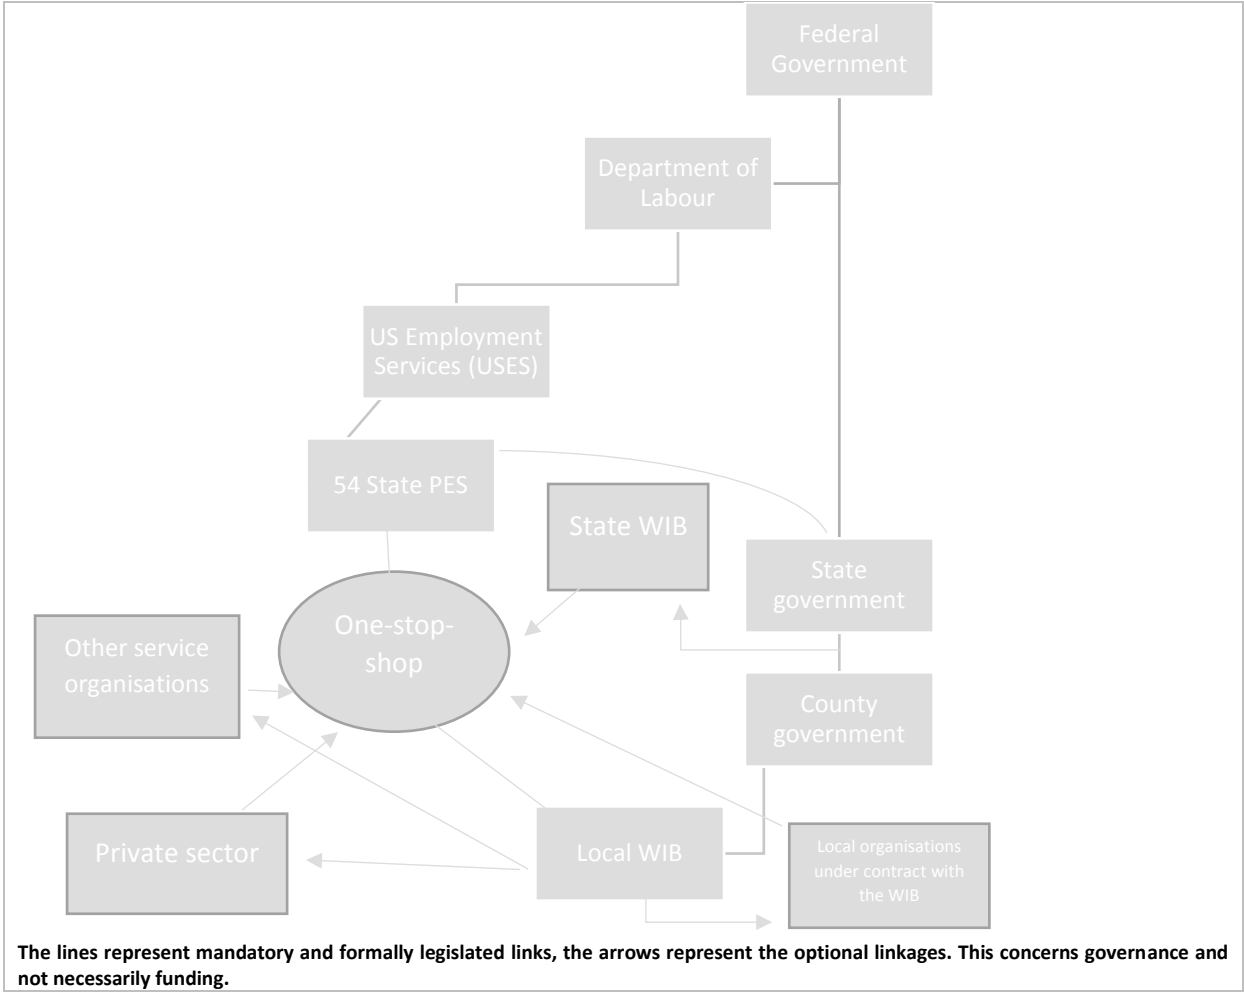 Federal
Government
Department of
Labour
US Employment
Services (USES)
54 State PES
State WIB
State
government
One-stop-
shop
Other service
organisations
County
government
Private sector
Local WIB
Local organisations
under contract with
the WIB
The lines represent mandatory and formally legislated links, the arrows represent the optional linkages. This concerns governance and
not necessarily funding.